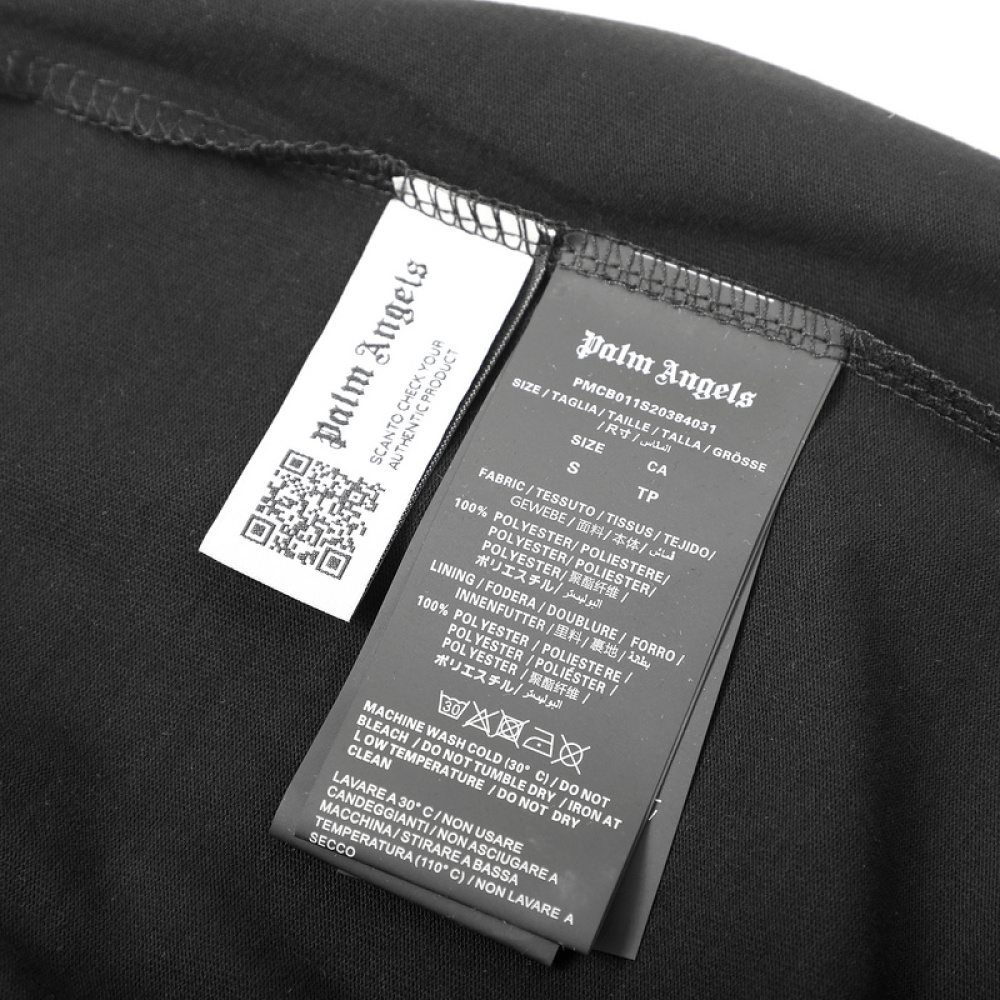 Palm Angels
SCANTO CHECK YOUR
AUTHENTIC PRODUCT
Palm Angels
PMCB011S20384031
SIZE / TAGLIA / TAILLE / TALLA / GRÖSSE
/ 尺寸 / المقاس
SIZE CA
S TP
FABRIC / TESSUTO / TISSUS / TEJIDO/
GEWEBE / 面料 / 本体 / قماش
100% POLYESTER/ POLIESTERE/
POLYESTER/ POLIESTER/
POLYESTER/ POLYESTER/
ポリエステル/ 聚酯纤维 /
البوليستر
LINING / FODERA / DOUBLURE / FORRO /
INNENFUTTER / 里料 / 裏地 / بطانة
100% POLYESTER / POLIESTERE /
POLYESTER / POLIÉSTER /
POLYESTER / 聚酯纤维 /
ポリエスチル/ البوليستر
30
MACHINE WASH COLD (30° C) / DO NOT
BLEACH / DO NOT TUMBLE DRY / IRON AT
LOW TEMPERATURE / DO NOT DRY
CLEAN
LAVARE A 30° C / NON USARE
CANDEGGIANTI / NON ASCIUGARE A
MACCHINA / STIRARE A BASSA
TEMPERATURA (110° C) / NON LAVARE A
SECCO